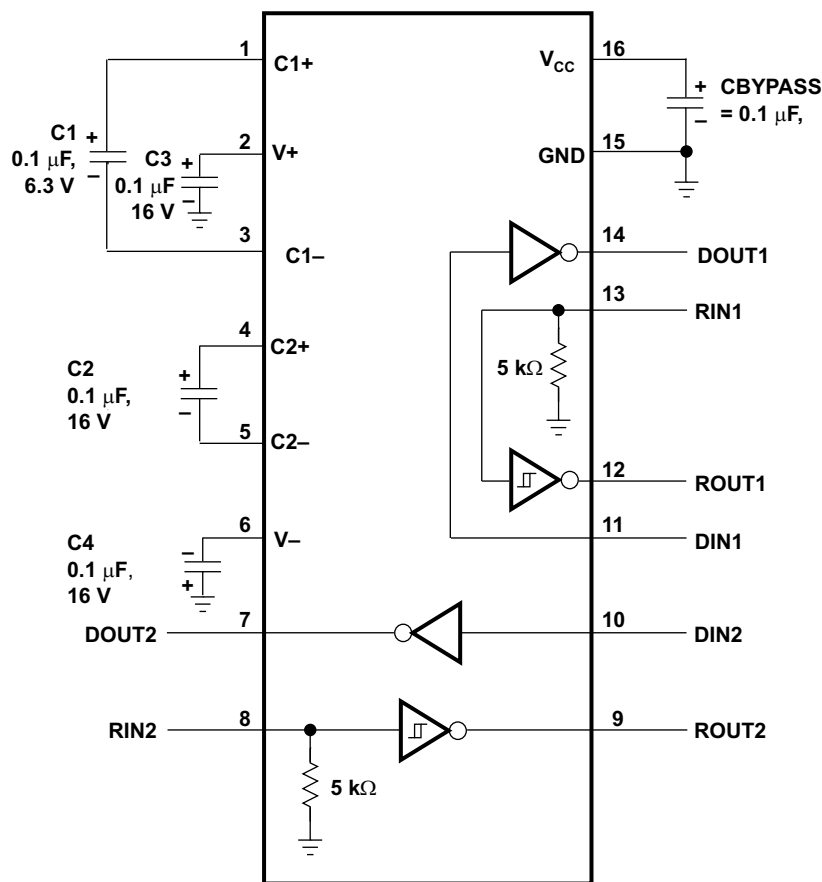 1
C1+
VCC
16
+
CBYPASS
= 0.1 μF,
–
C1
0.1 μF,
6.3 V
+
–
C3
0.1 μF
16 V
+
–
2
V+
15
GND
3
C1–
14
DOUT1
13
RIN1
5 kΩ
4
C2+
C2
0.1 μF,
16 V
+
–
5
C2–
12
ROUT1
11
DIN1
6
V–
C4
0.1 μF,
16 V
–
+
DOUT2
7
10
DIN2
RIN2
8
9
ROUT2
5 kΩ